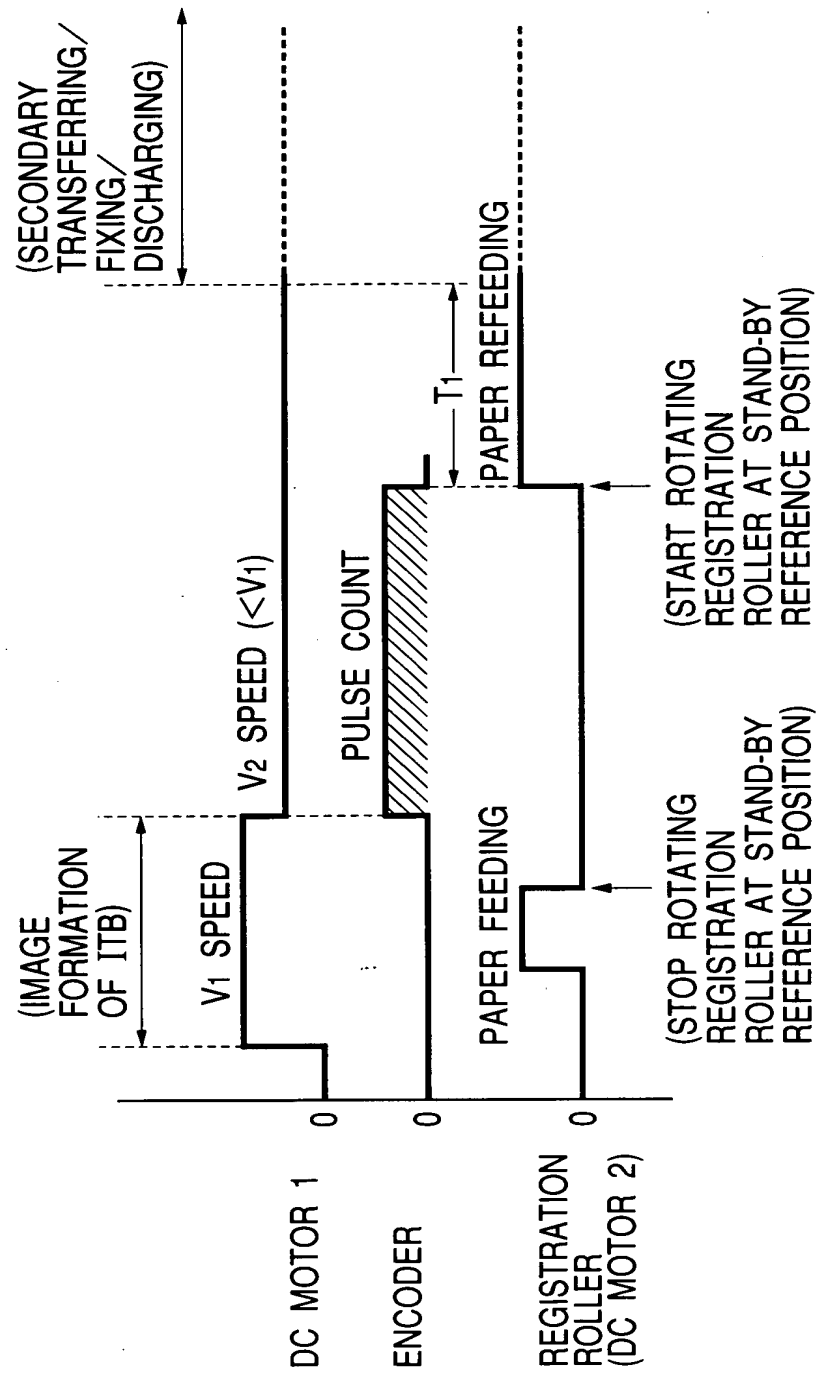 (IMAGE
FORMATION
OF ITB)
(SECONDARY
TRANSFERRING/
FIXING/
DISCHARGING)
DC MOTOR 1
0
V1 SPEED
V2 SPEED (<V1)
ENCODER
0
PULSE COUNT
T1
REGISTRATION
ROLLER
(DC MOTOR 2)
0
PAPER FEEDING
PAPER REFEEDING
(STOP ROTATING
REGISTRATION
ROLLER AT STAND-BY
REFERENCE POSITION)
(START ROTATING
REGISTRATION
ROLLER AT STAND-BY
REFERENCE POSITION)